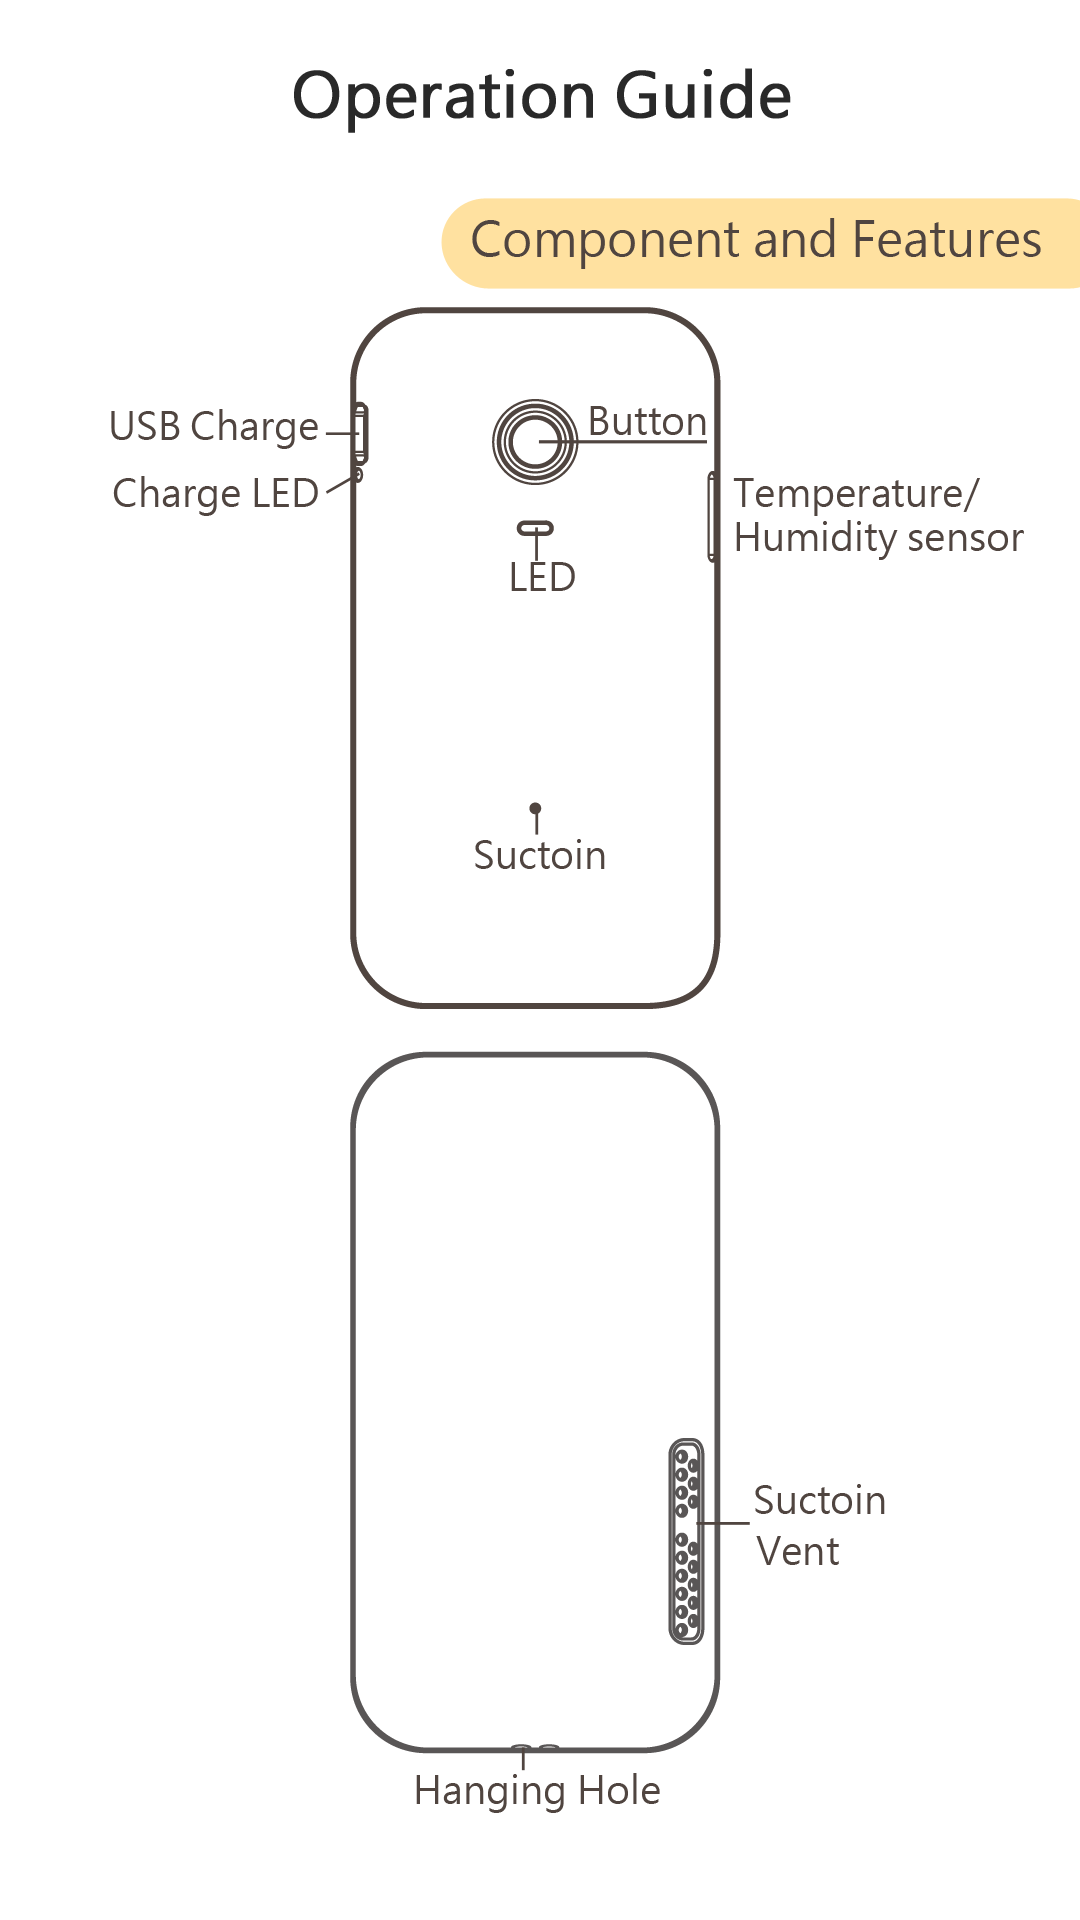 Operation Guide
Component and Features
USB Charge
Button
Charge LED
Temperature/
Humidity sensor
LED
Suctoin
Suctoin
Vent
Hanging Hole